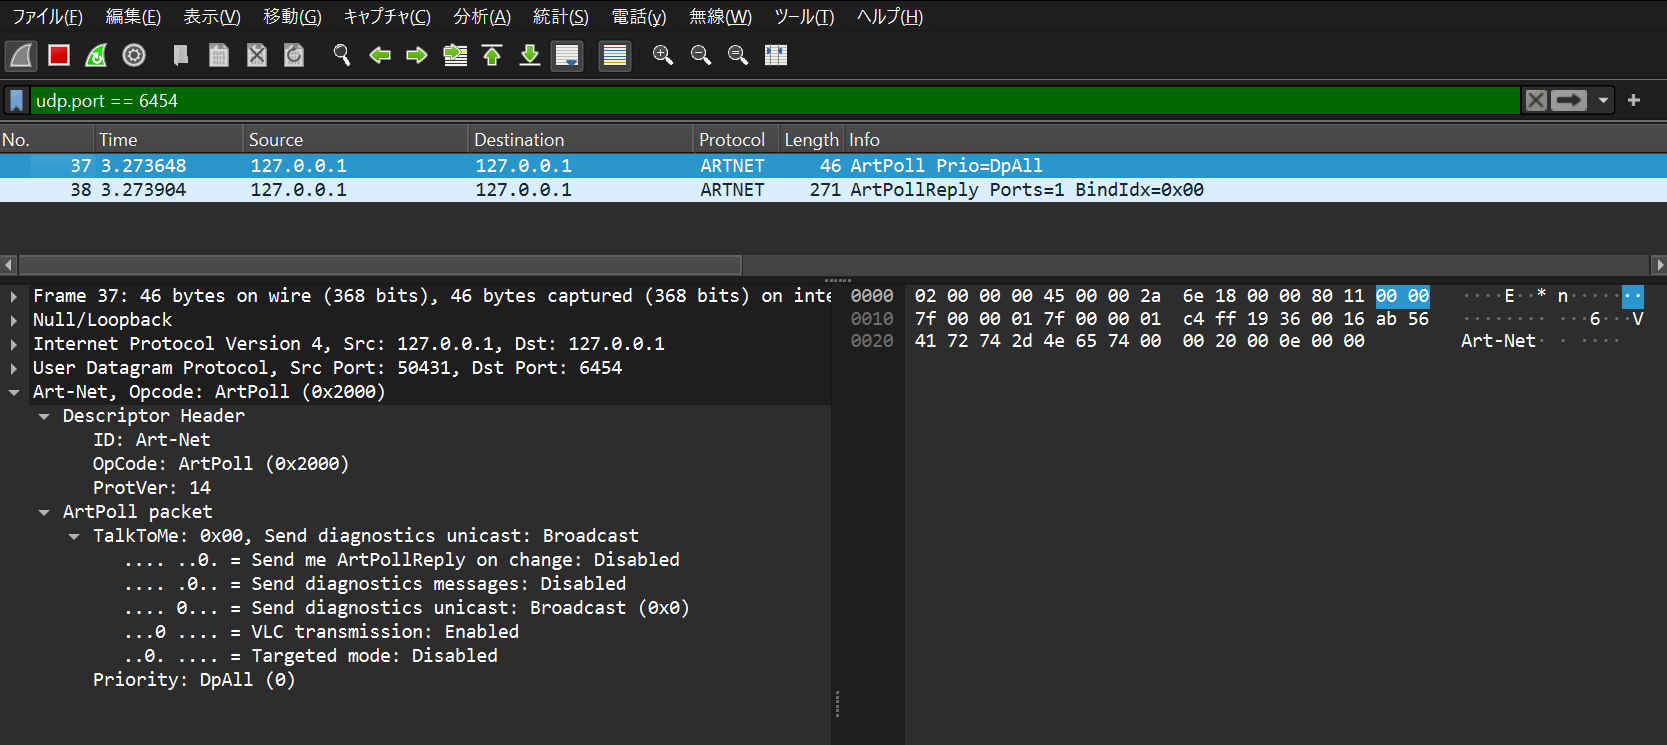 ファイル(F) 編集(E) 表示(V) 移動(G) キャプチャ(C) 分析(A) 統計(S) 電話(y) 無線(W) ツール(T) ヘルプ(H)
udp.port == 6454
No. Time Source Destination Protocol Length Info
37 3.273648 127.0.0.1 127.0.0.1 ARTNET 46 ArtPoll Prio=DpAll
38 3.273904 127.0.0.1 127.0.0.1 ARTNET 271 ArtPollReply Ports=1 BindIdx=0x00
Frame 37: 46 bytes on wire (368 bits), 46 bytes captured (368 bits) on inte
Null/Loopback
Internet Protocol Version 4, Src: 127.0.0.1, Dst: 127.0.0.1
User Datagram Protocol, Src Port: 50431, Dst Port: 6454
Art-Net, Opcode: ArtPoll (0x2000)
Descriptor Header
ID: Art-Net
OpCode: ArtPoll (0x2000)
ProtVer: 14
ArtPoll packet
TalkToMe: 0x00, Send diagnostics unicast: Broadcast
.... ..0. = Send me ArtPollReply on change: Disabled
.... .0.. = Send diagnostics messages: Disabled
.... 0... = Send diagnostics unicast: Broadcast (0x0)
...0 .... = VLC transmission: Enabled
..0. .... = Targeted mode: Disabled
Priority: DpAll (0)
0000 02 00 00 00 45 00 00 2a 6e 18 00 00 80 11 00 00 ····E··* n·······
0010 7f 00 00 01 7f 00 00 01 c4 ff 19 36 00 16 ab 56 ········ ···6···V
0020 41 72 74 2d 4e 65 74 00 00 20 00 0e 00 00 Art-Net· · ····